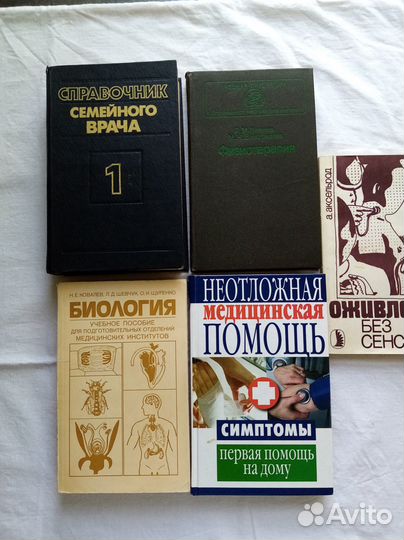 СПРАВОЧНИК
СЕМЕЙНОГО
ВРАЧА
1
Физиотерапия
а. аксельрод
ОЖИВЛЕ
БЕЗ
СЕНС
Н. Е. КОВАЛЕВ, Л. Д. ШЕВЧУК, О. И. ЩУРЕНКО
БИОЛОГИЯ
УЧЕБНОЕ ПОСОБИЕ
ДЛЯ ПОДГОТОВИТЕЛЬНЫХ ОТДЕЛЕНИЙ
МЕДИЦИНСКИХ ИНСТИТУТОВ
НЕОТЛОЖНАЯ
медицинская
ПОМОЩЬ
СИМПТОМЫ
первая помощь
на дому
Avito